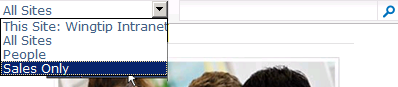 All Sites
This Site: Wingtip Intranet
All Sites
People
Sales Only